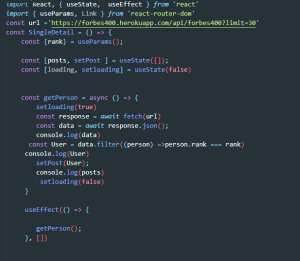 import React, { useState,  useEffect } from 'react'
import { useParams, Link } from 'react-router-dom'
const url ='https://forbes400.herokuapp.com/api/forbes400?limit=30'
const SingleDetail = () => {
const {rank} = useParams();
const [posts, setPost ] = useState([]);
const [loading, setloading] = useState(false)
const getPerson = async () => {
setloading(true)
const response = await fetch(url)
const data = await response.json();
console.log(data)
const User = data.filter((person) =>person.rank === rank)
console.log(User)
setPost(User);
console.log(posts)
setloading(false)
}
useEffect(() => {
getPerson();
}, [])